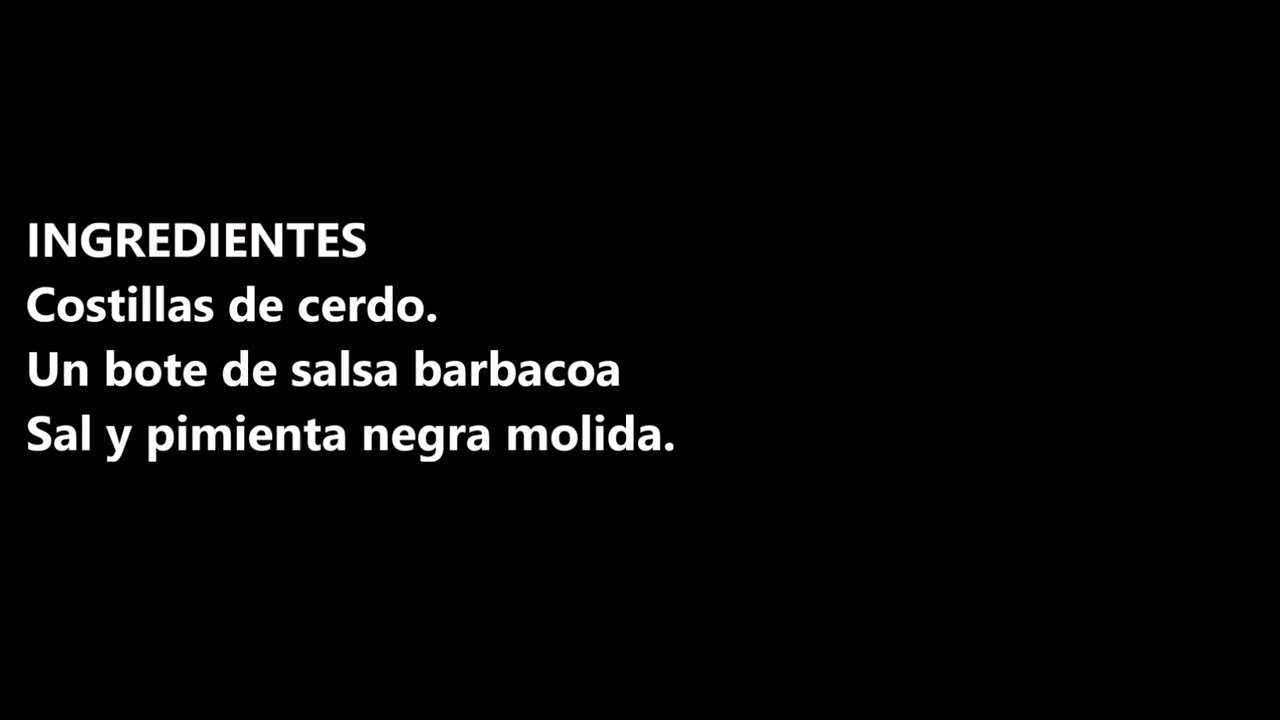 INGREDIENTES
Costillas de cerdo.
Un bote de salsa barbacoa
Sal y pimienta negra molida.